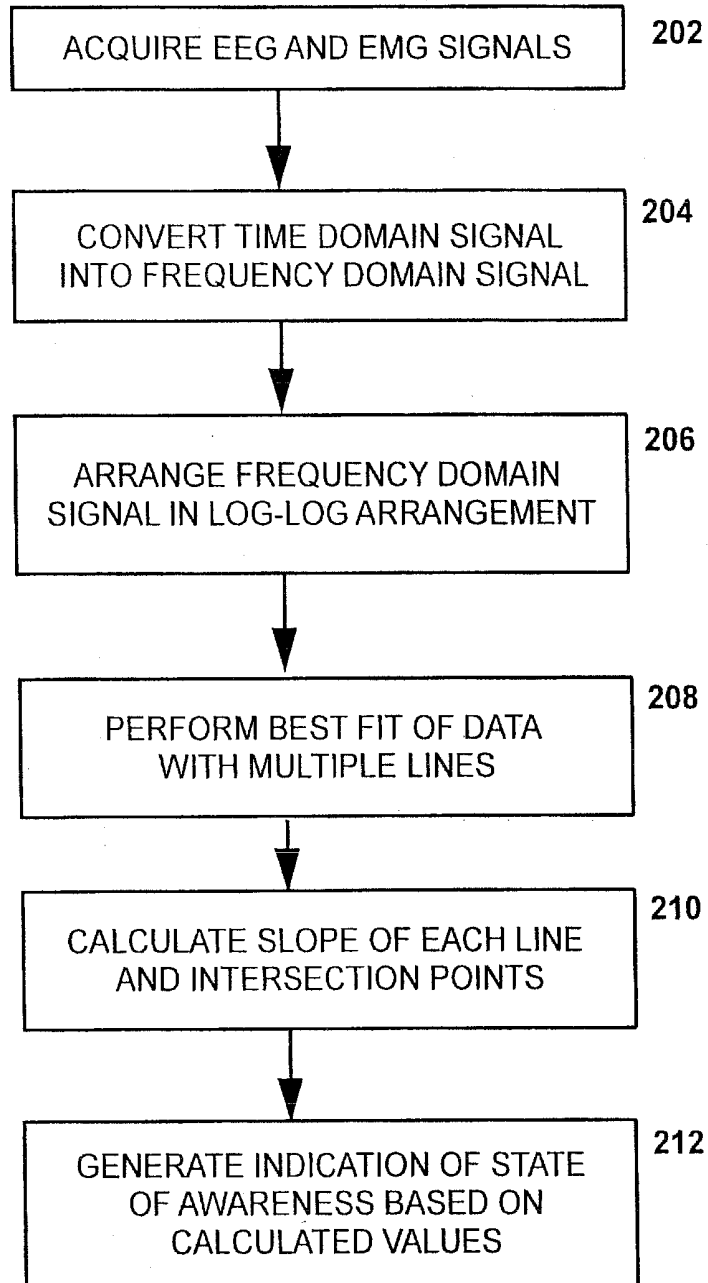 ACQUIRE EEG AND EMG SIGNALS
202
CONVERT TIME DOMAIN SIGNAL
INTO FREQUENCY DOMAIN SIGNAL
204
ARRANGE FREQUENCY DOMAIN
SIGNAL IN LOG-LOG ARRANGEMENT
206
PERFORM BEST FIT OF DATA
WITH MULTIPLE LINES
208
CALCULATE SLOPE OF EACH LINE
AND INTERSECTION POINTS
210
GENERATE INDICATION OF STATE
OF AWARENESS BASED ON
CALCULATED VALUES
212